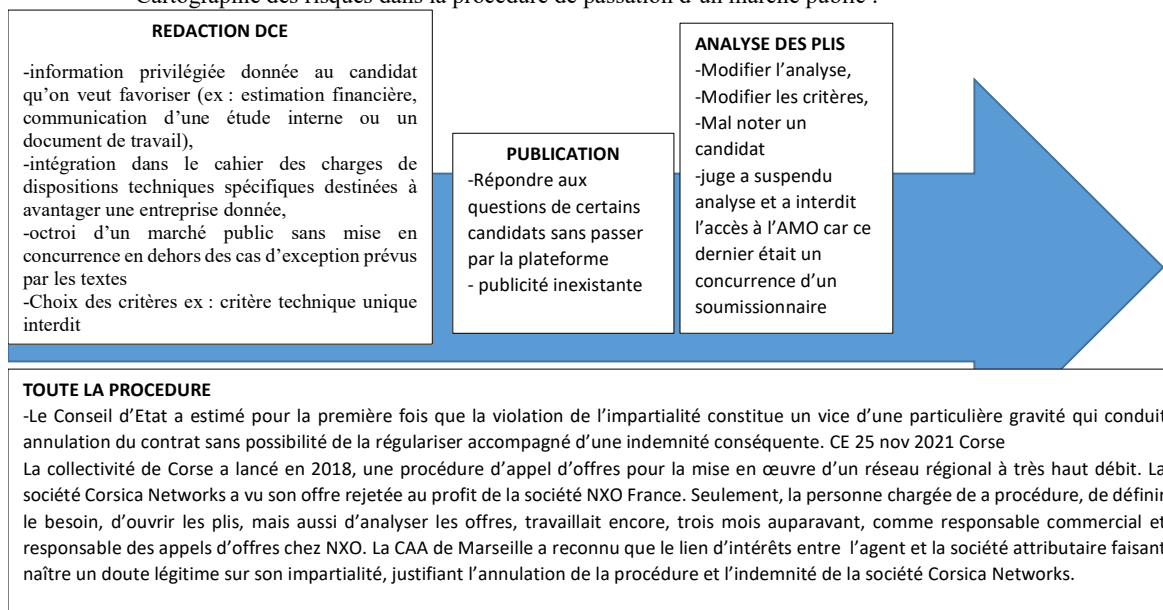 Cartographie des risques dans la procédure de passation d'un marché public :
REDACTION DCE
-information privilégiée donnée au candidat
qu'on veut favoriser (ex : estimation financière,
communication d'une étude interne ou un
document de travail),
-intégration dans le cahier des charges de
dispositions techniques spécifiques destinées à
avantager une entreprise donnée,
-octroi d'un marché public sans mise en
concurrence en dehors des cas d'exception prévus
par les textes
-Choix des critères ex : critère technique unique
interdit
PUBLICATION
-Répondre aux
questions de certains
candidats sans passer
par la plateforme
- publicité inexistante
ANALYSE DES PLIS
-Modifier l'analyse,
-Modifier les critères,
-Mal noter un
candidat
-juge a suspendu
analyse et a interdit
l'accès à l'AMO car ce
dernier était un
concurrence d'un
soumissionnaire
TOUTE LA PROCEDURE
-Le Conseil d'Etat a estimé pour la première fois que la violation de l'impartialité constitue un vice d'une particulière gravité qui conduit
annulation du contrat sans possibilité de la régulariser accompagné d'une indemnité conséquente. CE 25 nov 2021 Corse
La collectivité de Corse a lancé en 2018, une procédure d'appel d'offres pour la mise en œuvre d'un réseau régional à très haut débit. La
société Corsica Networks a vu son offre rejetée au profit de la société NXO France. Seulement, la personne chargée de a procédure, de définir
le besoin, d'ouvrir les plis, mais aussi d'analyser les offres, travaillait encore, trois mois auparavant, comme responsable commercial et
responsable des appels d'offres chez NXO. La CAA de Marseille a reconnu que le lien d'intérêts entre l'agent et la société attributaire faisant
naître un doute légitime sur son impartialité, justifiant l'annulation de la procédure et l'indemnité de la société Corsica Networks.